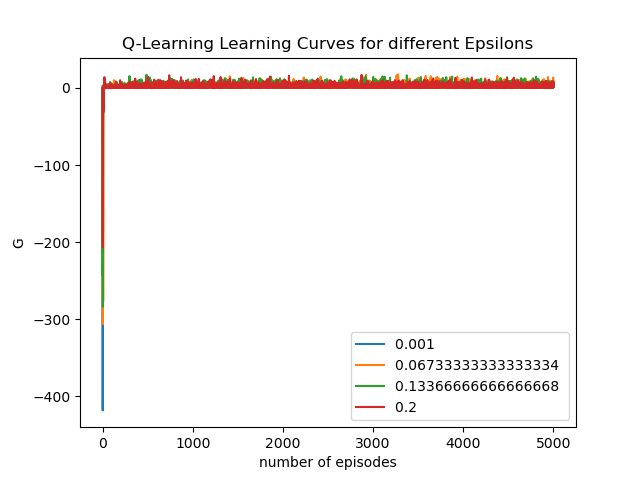 Q-Learning Learning Curves for different Epsilons
0
−100
−200
−300
−400
G
0.001
0.06733333333333334
0.13366666666666668
0.2
0 1000 2000 3000 4000 5000
number of episodes